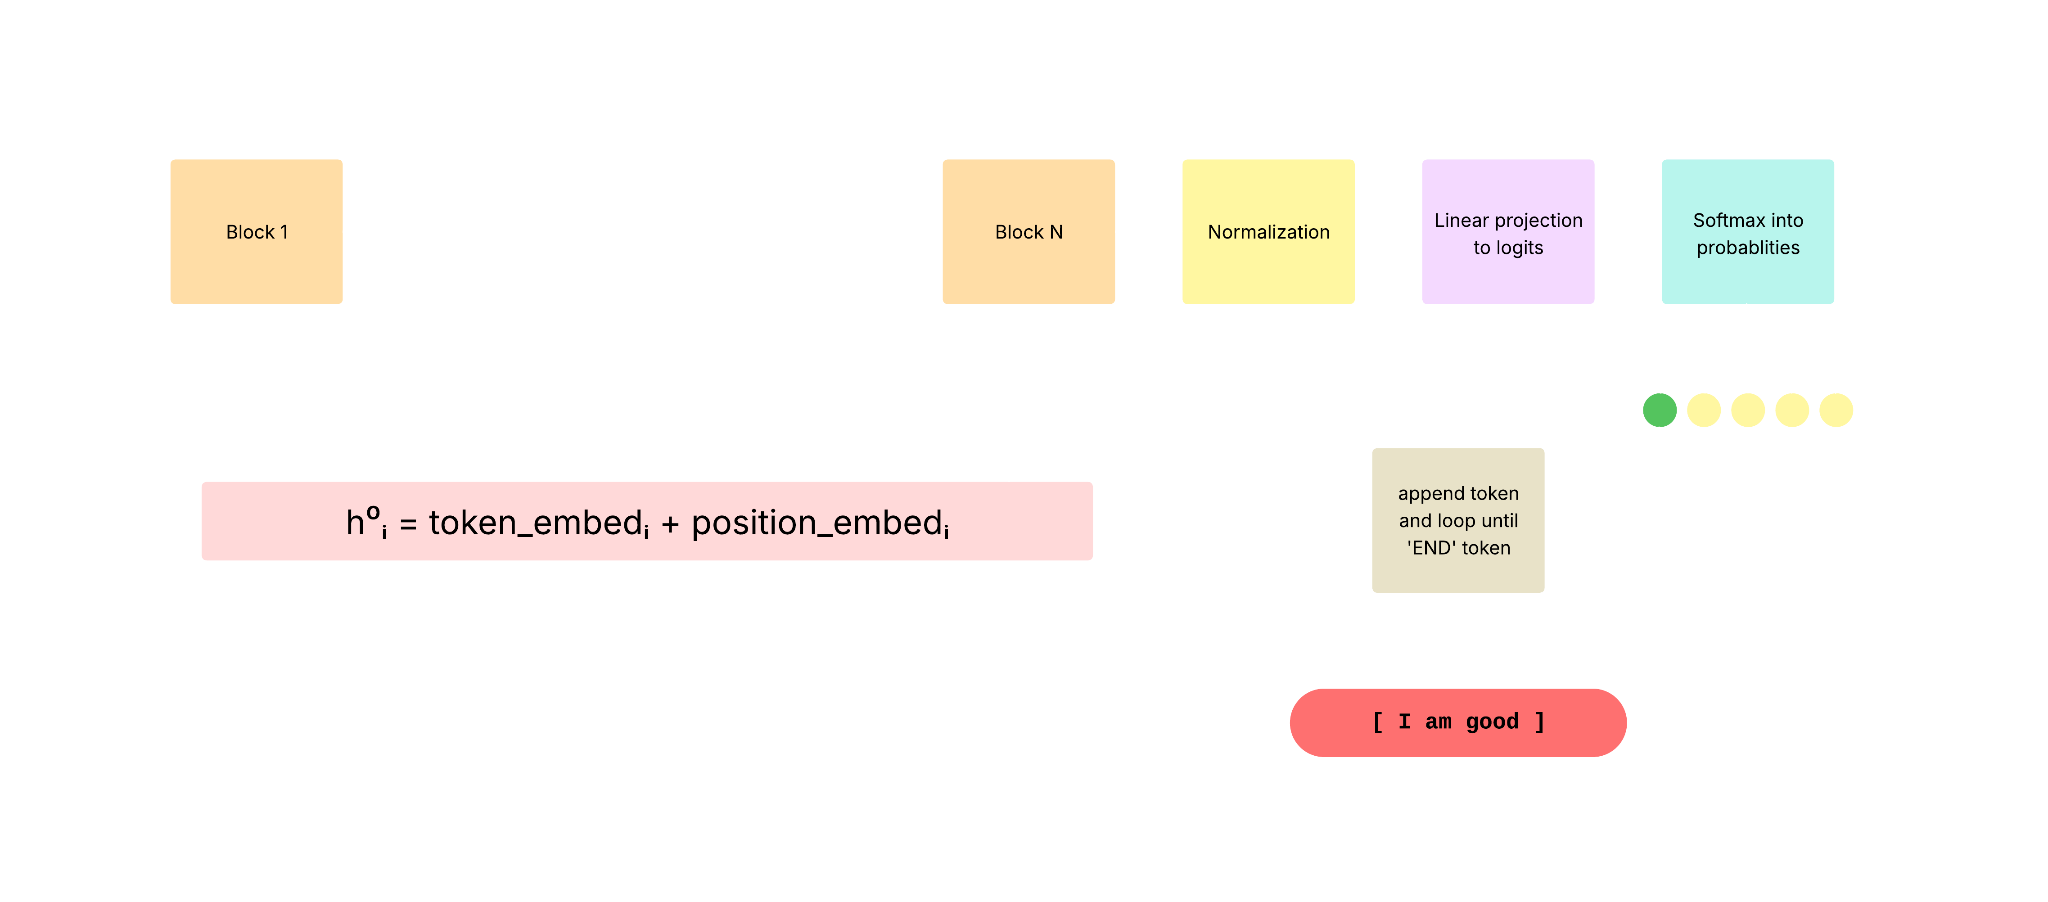 Block 1
Block N
Normalization
Linear projection
to logits
Softmax into
probablities
h⁰ᵢ = token_embedᵢ + position_embedᵢ
append token
and loop until
'END' token
[ I am good ]